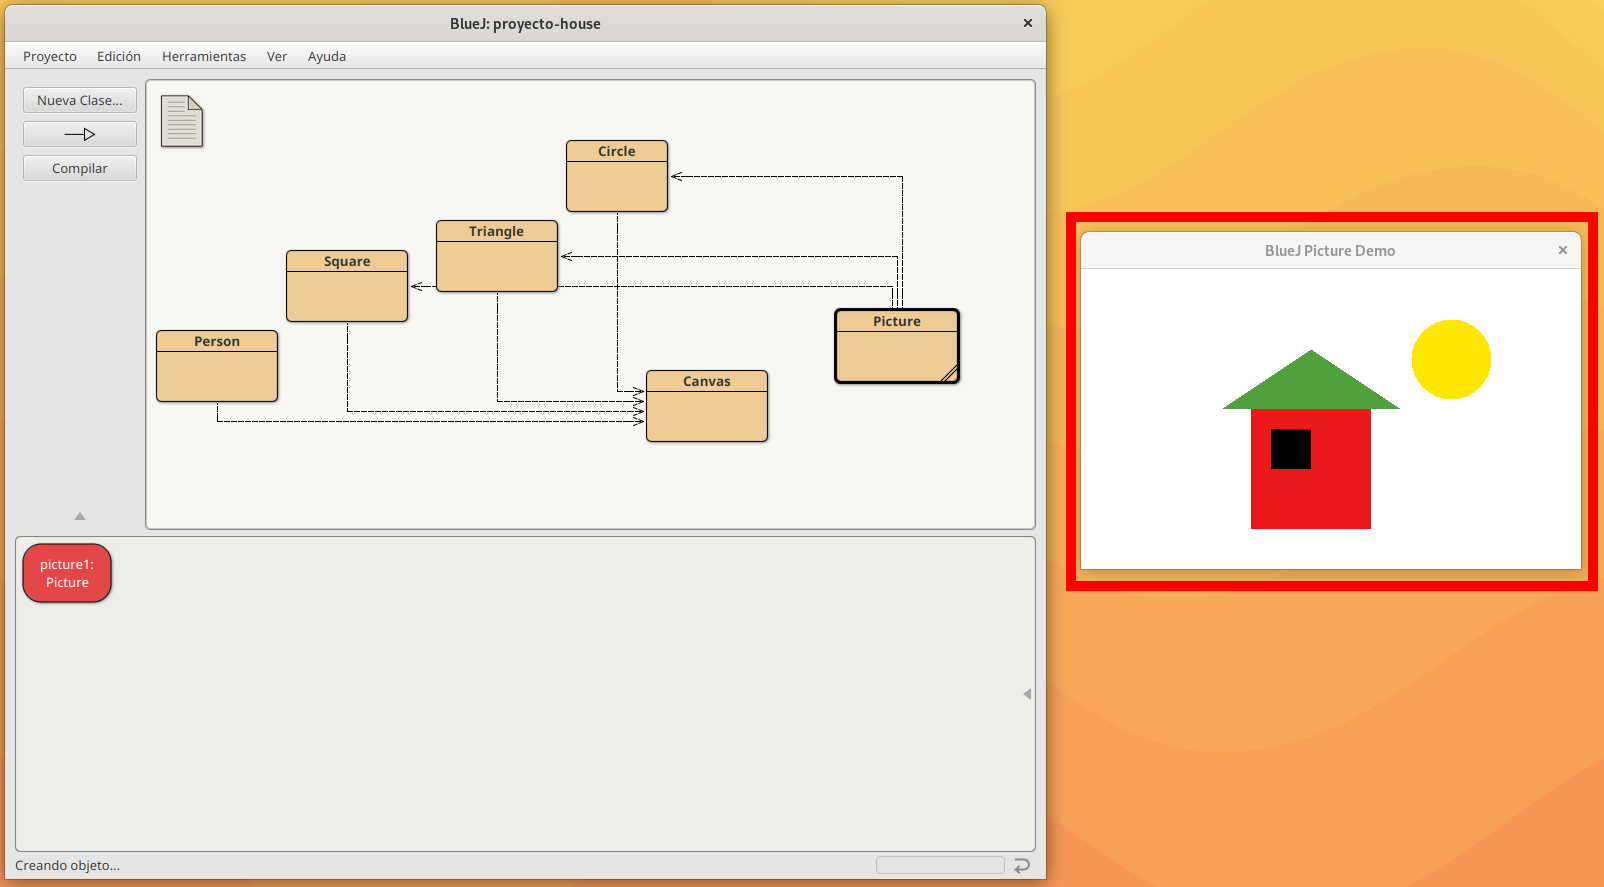 BlueJ: proyecto-house
Proyecto Edición Herramientas Ver Ayuda
Nueva Clase...
Compilar
Circle
Triangle
Square
Person
Picture
Canvas
picture1:
Picture
Creando objeto...
BlueJ Picture Demo